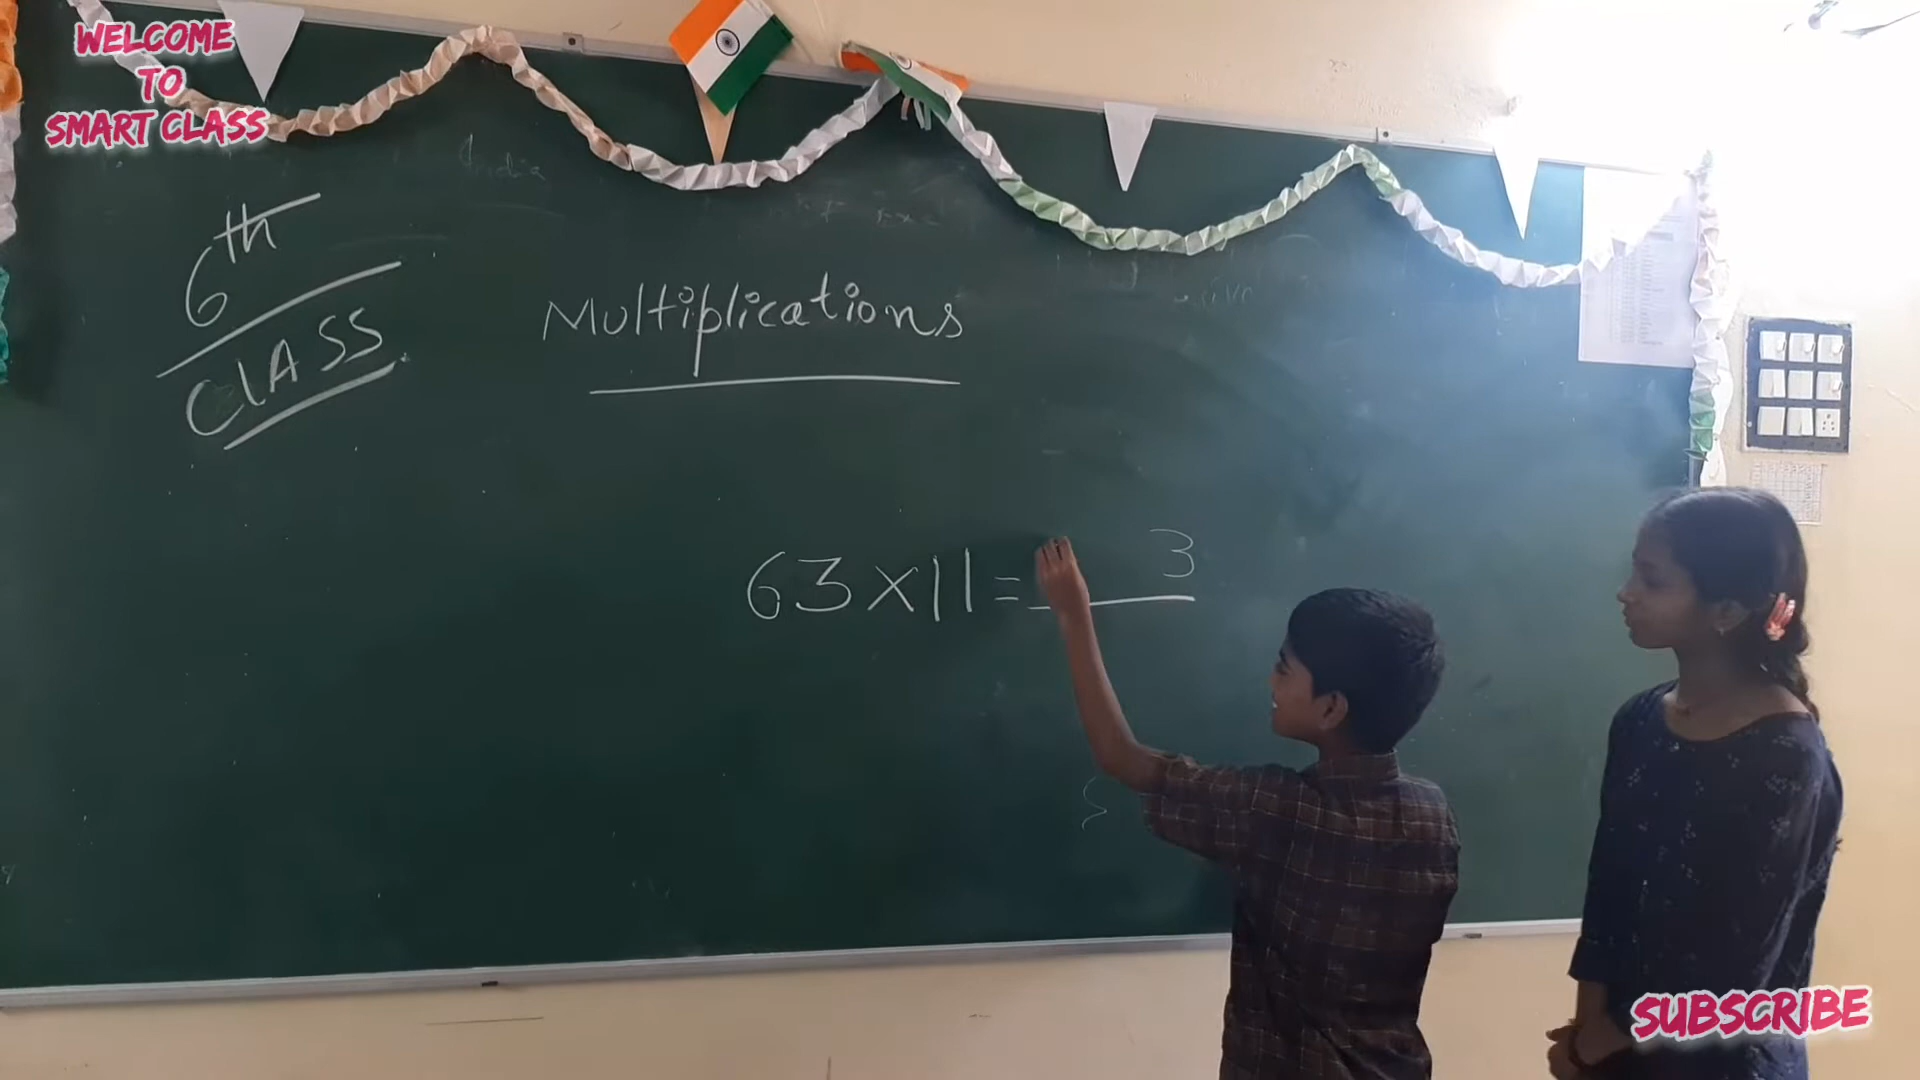 WELCOME
TO
SMART CLASS
6th
ClASS
Multiplications
63×11= 3
SUBSCRIBE